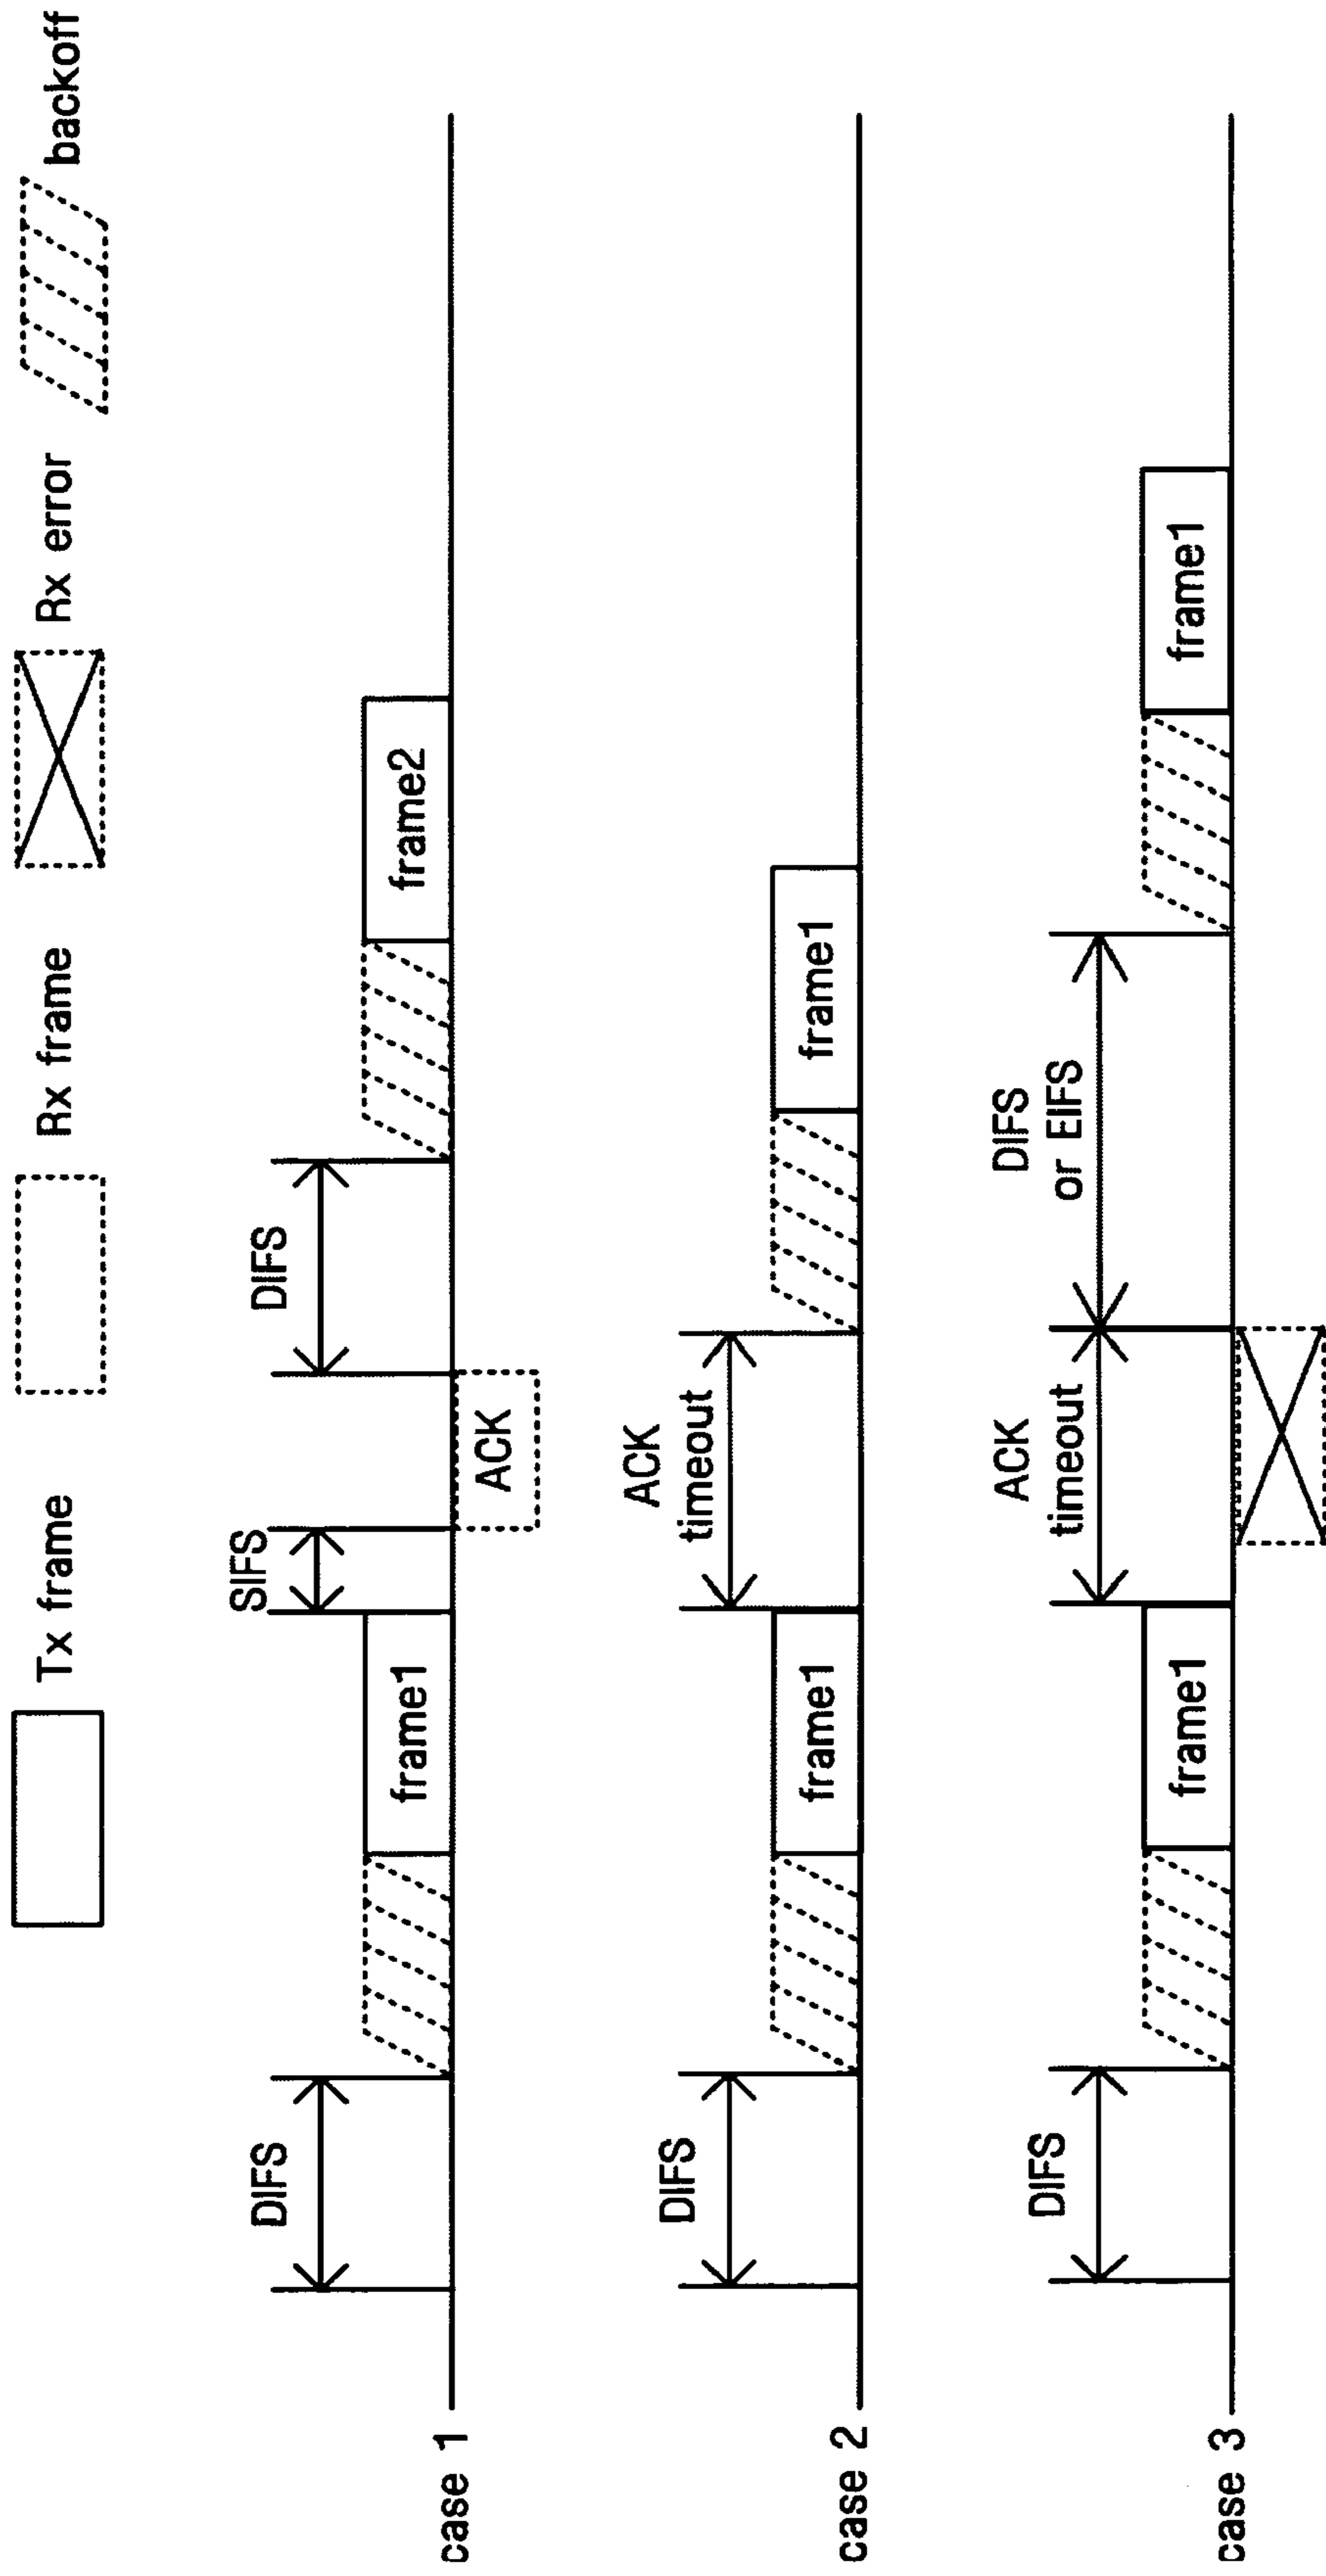 Tx frame
Rx frame
Rx error
backoff
case 1
DIFS
frame1
SIFS
ACK
DIFS
frame2
case 2
DIFS
frame1
ACK
timeout
frame1
case 3
DIFS
frame1
ACK
timeout
DIFS
or EIFS
frame1